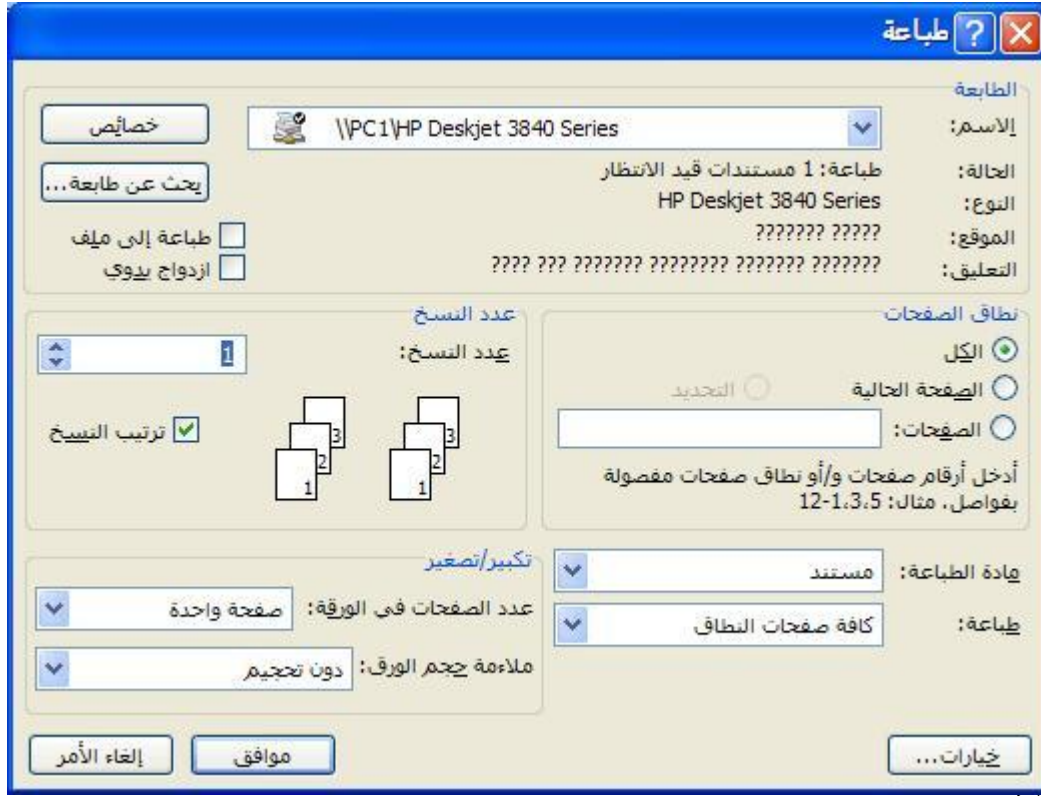 طباعة
الطابعة
الاسم: \\PC1\HP Deskjet 3840 Series خصائص
الحالة: طباعة: 1 مستندات قيد الانتظار
بحث عن طابعة...
النوع: HP Deskjet 3840 Series
الموقع: ????? ???????
طباعة إلى ملف
التعليق: ??????? ??????? ???????? ??????? ??? ????
ازدواج يدوي
نطاق الصفحات
الكل
الصفحة الحالية التحديد
الصفحات:
أدخل أرقام صفحات و/أو نطاق صفحات مفصولة
بفواصل، مثال: 1،3،5-12
عدد النسخ
عدد النسخ: 1
ترتيب النسخ
3 3
2 2
1 1
مادة الطباعة: مستند
طباعة: كافة صفحات النطاق
تكبير/تصغير
عدد الصفحات في الورقة: صفحة واحدة
ملاءمة حجم الورق: دون تحجيم
خيارات...
موافق
إلغاء الأمر